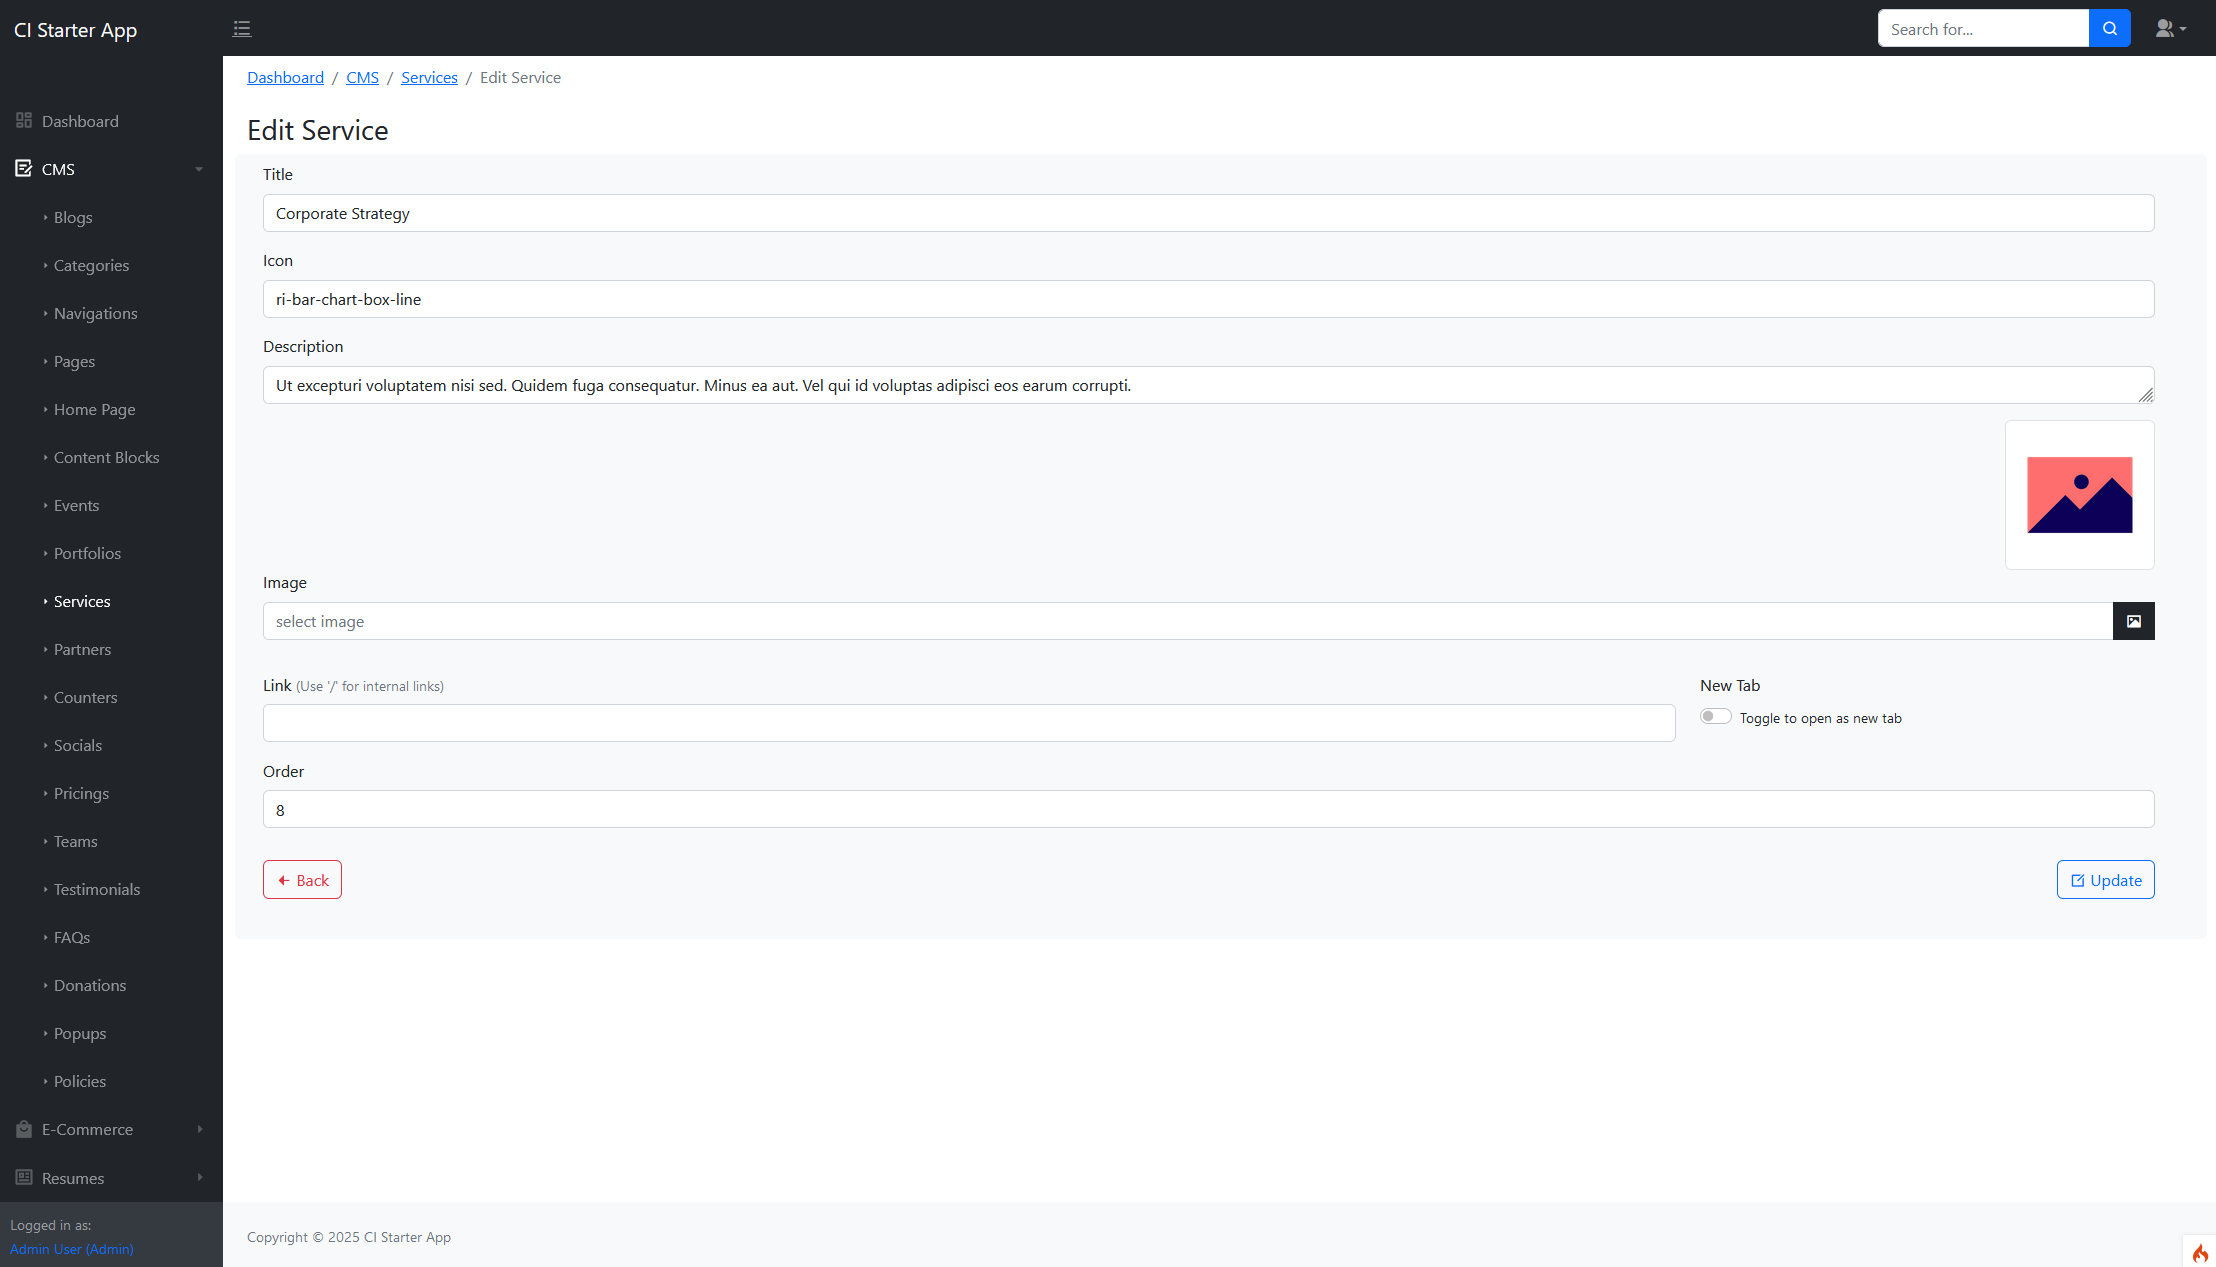 CI Starter App
Search for...
Dashboard / CMS / Services / Edit Service
Dashboard
CMS
Blogs
Categories
Navigations
Pages
Home Page
Content Blocks
Events
Portfolios
Services
Partners
Counters
Socials
Pricings
Teams
Testimonials
FAQs
Donations
Popups
Policies
E-Commerce
Resumes
Logged in as:
Admin User (Admin)
Edit Service
Title
Corporate Strategy
Icon
ri-bar-chart-box-line
Description
Ut excepturi voluptatem nisi sed. Quidem fuga consequatur. Minus ea aut. Vel qui id voluptas adipisci eos earum corrupti.
Image
select image
Link (Use '/' for internal links)
New Tab
Toggle to open as new tab
Order
8
Back
Update
Copyright © 2025 CI Starter App